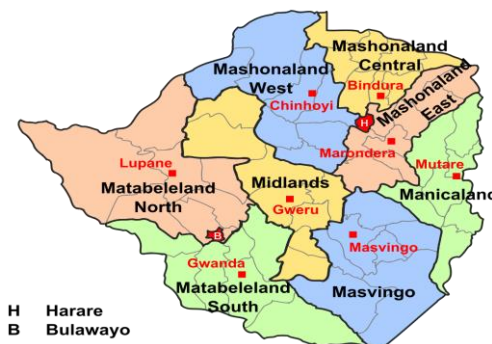 Mashonaland
Central
Mashonaland
West
Bindura
Mashonaland
East
Chinhoyi
H
Marondera
Lupane
Mutare
Matabeleland
North
Midlands
Gweru
Manicaland
B
Masvingo
Gwanda
Matabeleland
South
Masvingo
H Harare
B Bulawayo